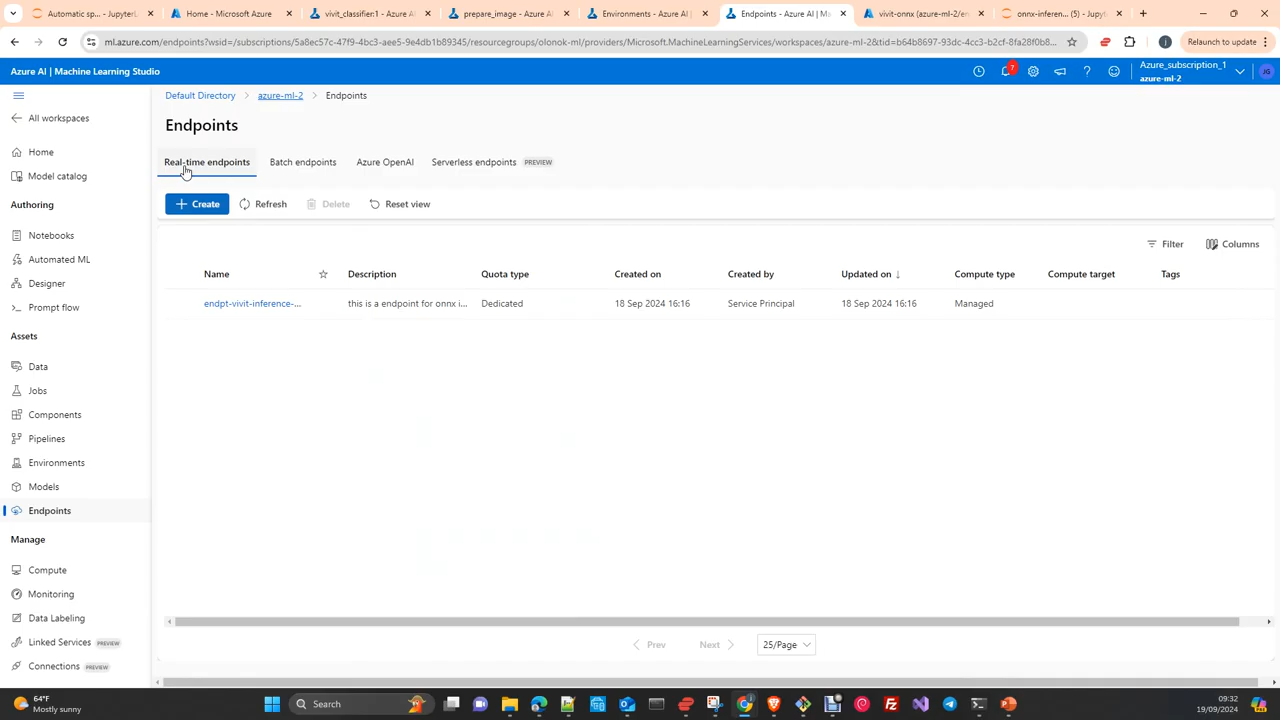 Automatic sp... - JupyterL
Home - Microsoft Azure
vivit_classifier:1 - Azure AI
prepare_image - Azure AI
Environments - Azure AI
Endpoints - Azure AI | Ma
vivit-onnx (azure-ml-2/en
onnx-inferen... (5) - Jupyt
ml.azure.com/endpoints?wsid=/subscriptions/5a8ec57c-47f9-4bc3-aee5-9e4db1b89345/resourcegroups/olonok-ml/providers/Microsoft.MachineLearningServices/workspaces/azure-ml-2&tid=b64b8697-93dc-4cc3-b2cf-8fa28f0b8...
Relaunch to update
Azure AI | Machine Learning Studio
7
Azure_subscription_1
azure-ml-2
JG
All workspaces
Home
Model catalog
Authoring
Notebooks
Automated ML
Designer
Prompt flow
Assets
Data
Jobs
Components
Pipelines
Environments
Models
Endpoints
Manage
Compute
Monitoring
Data Labeling
Linked Services PREVIEW
Connections PREVIEW
Default Directory > azure-ml-2 > Endpoints
Endpoints
Real-time endpoints Batch endpoints Azure OpenAI Serverless endpoints PREVIEW
Create Refresh Delete Reset view
Filter Columns
Name Description Quota type Created on Created by Updated on Compute type Compute target Tags
endpt-vivit-inference-... this is a endpoint for onnx i... Dedicated 18 Sep 2024 16:16 Service Principal 18 Sep 2024 16:16 Managed
Prev Next 25/Page
64°F
Mostly sunny
Search
09:32
19/09/2024